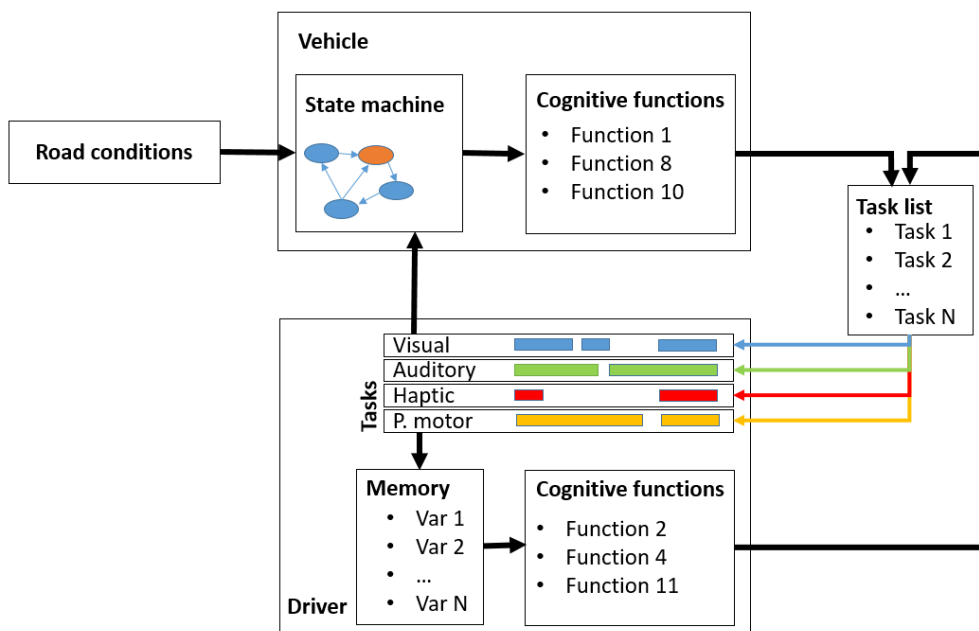 Vehicle
State machine
Cognitive functions
• Function 1
• Function 8
• Function 10
Road conditions
Task list
• Task 1
• Task 2
• ...
• Task N
Tasks
Visual
Auditory
Haptic
P. motor
Memory
• Var 1
• Var 2
• ...
• Var N
Cognitive functions
• Function 2
• Function 4
• Function 11
Driver